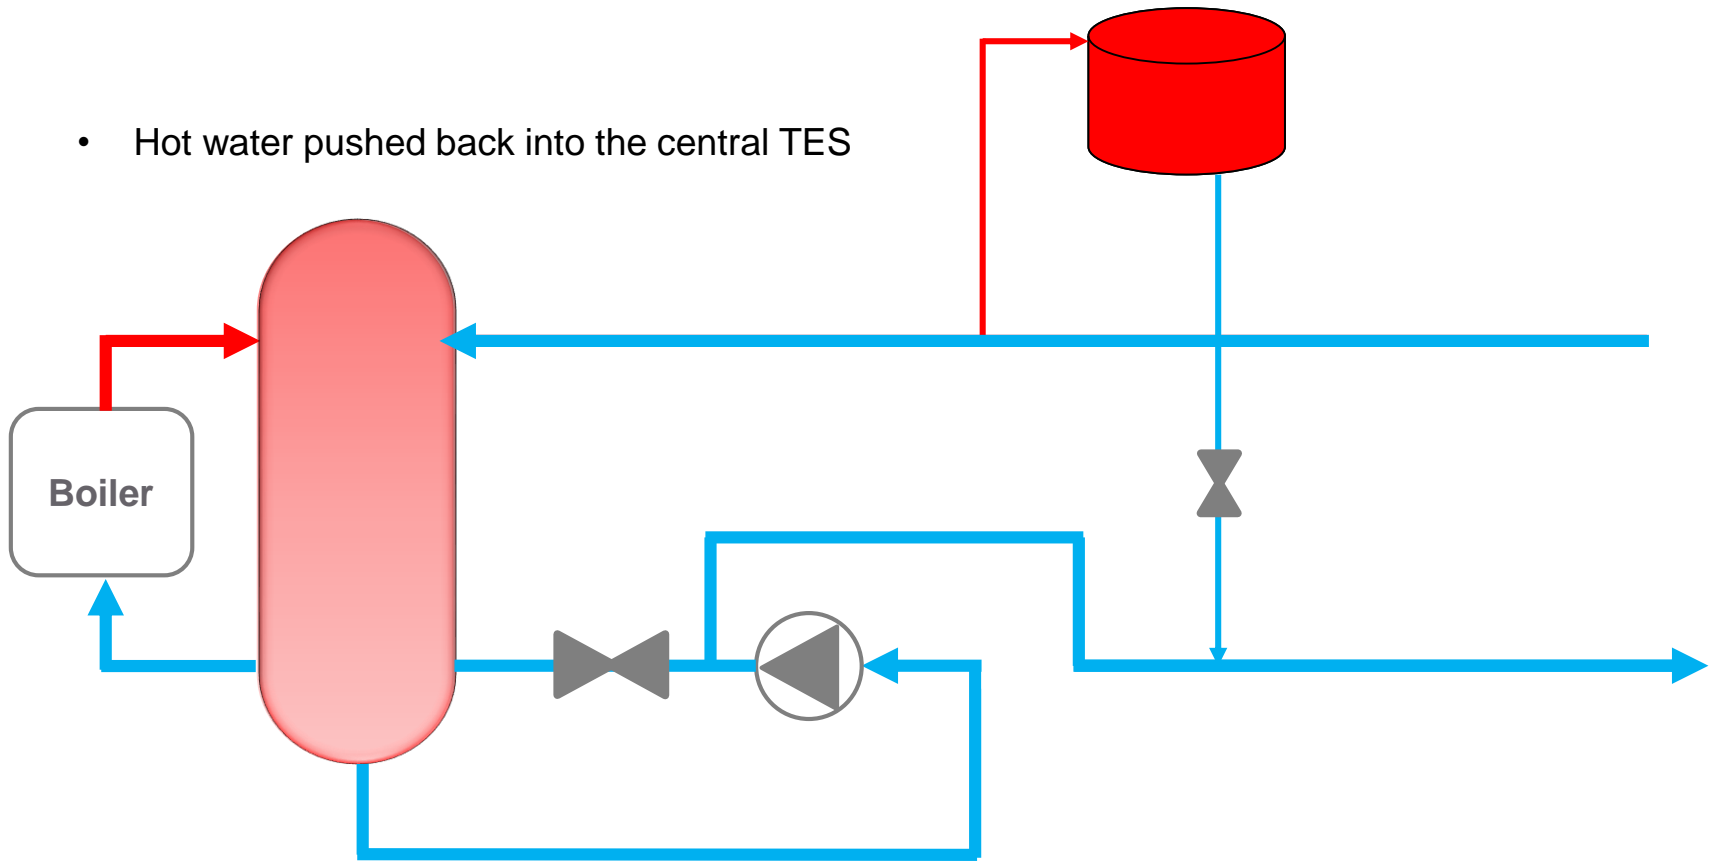 • Hot water pushed back into the central TES
Boiler